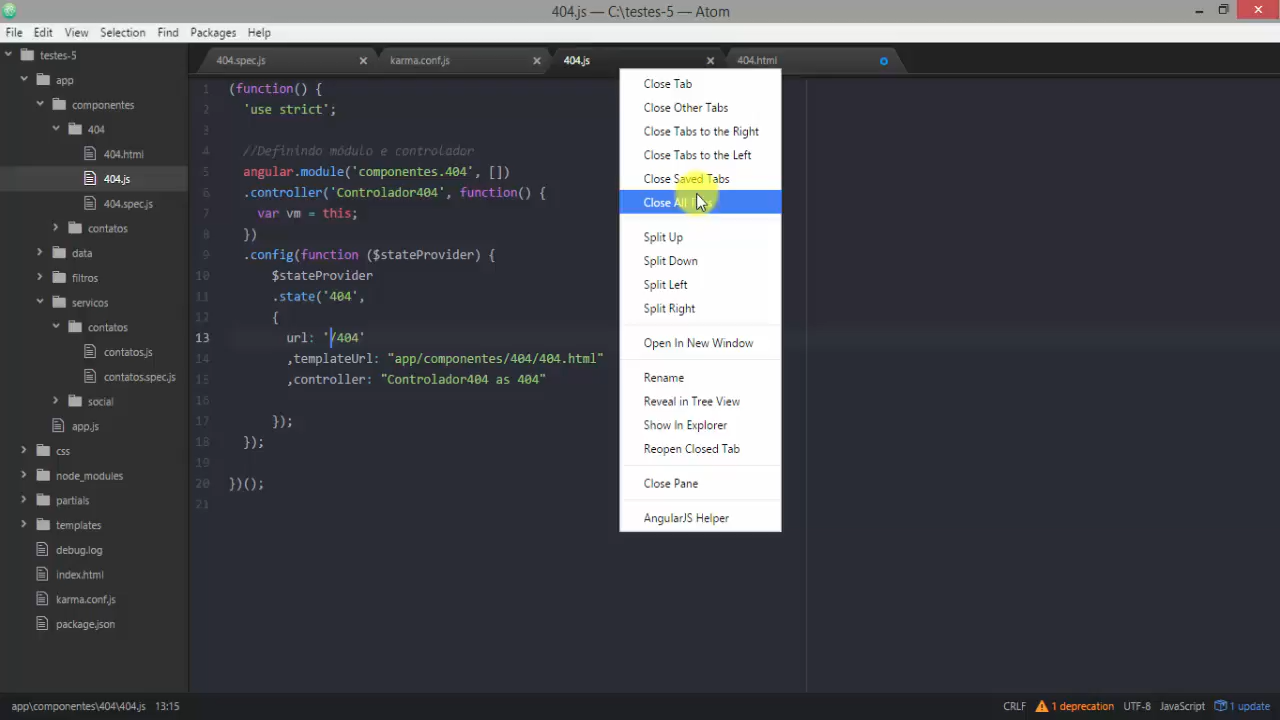 404.js — C:\testes-5 — Atom
File Edit View Selection Find Packages Help
testes-5
app
componentes
404
404.html
404.js
404.spec.js
contatos
data
filtros
servicos
contatos
contatos.js
contatos.spec.js
social
app.js
css
node_modules
partials
templates
debug.log
index.html
karma.conf.js
package.json
404.spec.js karma.conf.js 404.js 404.html
1 (function() {
2 'use strict';
3
4 //Definindo módulo e controlador
5 angular.module('componentes.404', [])
6 .controller('Controlador404', function() {
7 var vm = this;
8 })
9 .config(function ($stateProvider) {
10 $stateProvider
11 .state('404',
12 {
13 url: '/404'
14 ,templateUrl: "app/componentes/404/404.html"
15 ,controller: "Controlador404 as 404"
16
17 });
18 });
19
20 })();
21
Close Tab
Close Other Tabs
Close Tabs to the Right
Close Tabs to the Left
Close Saved Tabs
Close All Tabs
Split Up
Split Down
Split Left
Split Right
Open In New Window
Rename
Reveal in Tree View
Show In Explorer
Reopen Closed Tab
Close Pane
AngularJS Helper
app\componentes\404\404.js 13:15 CRLF 1 deprecation UTF-8 JavaScript 1 update